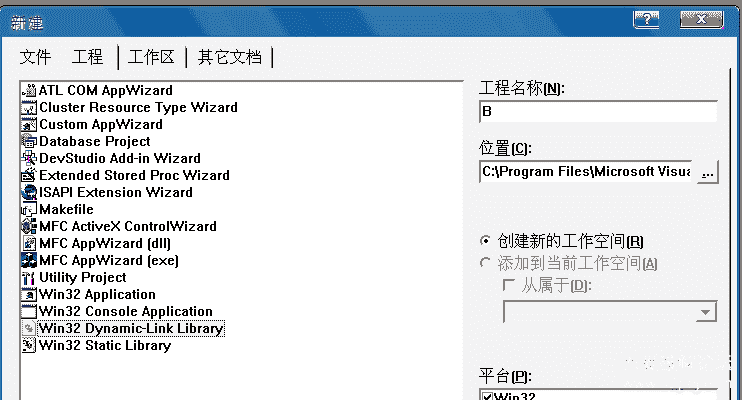 新建
文件 工程 工作区 其它文档
ATL COM AppWizard
Cluster Resource Type Wizard
Custom AppWizard
Database Project
DevStudio Add-in Wizard
Extended Stored Proc Wizard
ISAPI Extension Wizard
Makefile
MFC ActiveX ControlWizard
MFC AppWizard (dll)
MFC AppWizard (exe)
Utility Project
Win32 Application
Win32 Console Application
Win32 Dynamic-Link Library
Win32 Static Library
工程名称(N):
B
位置(C):
C:\Program Files\Microsoft Visua
...
创建新的工作空间(R)
添加到当前工作空间(A)
从属于(D):
平台(P):
Win32